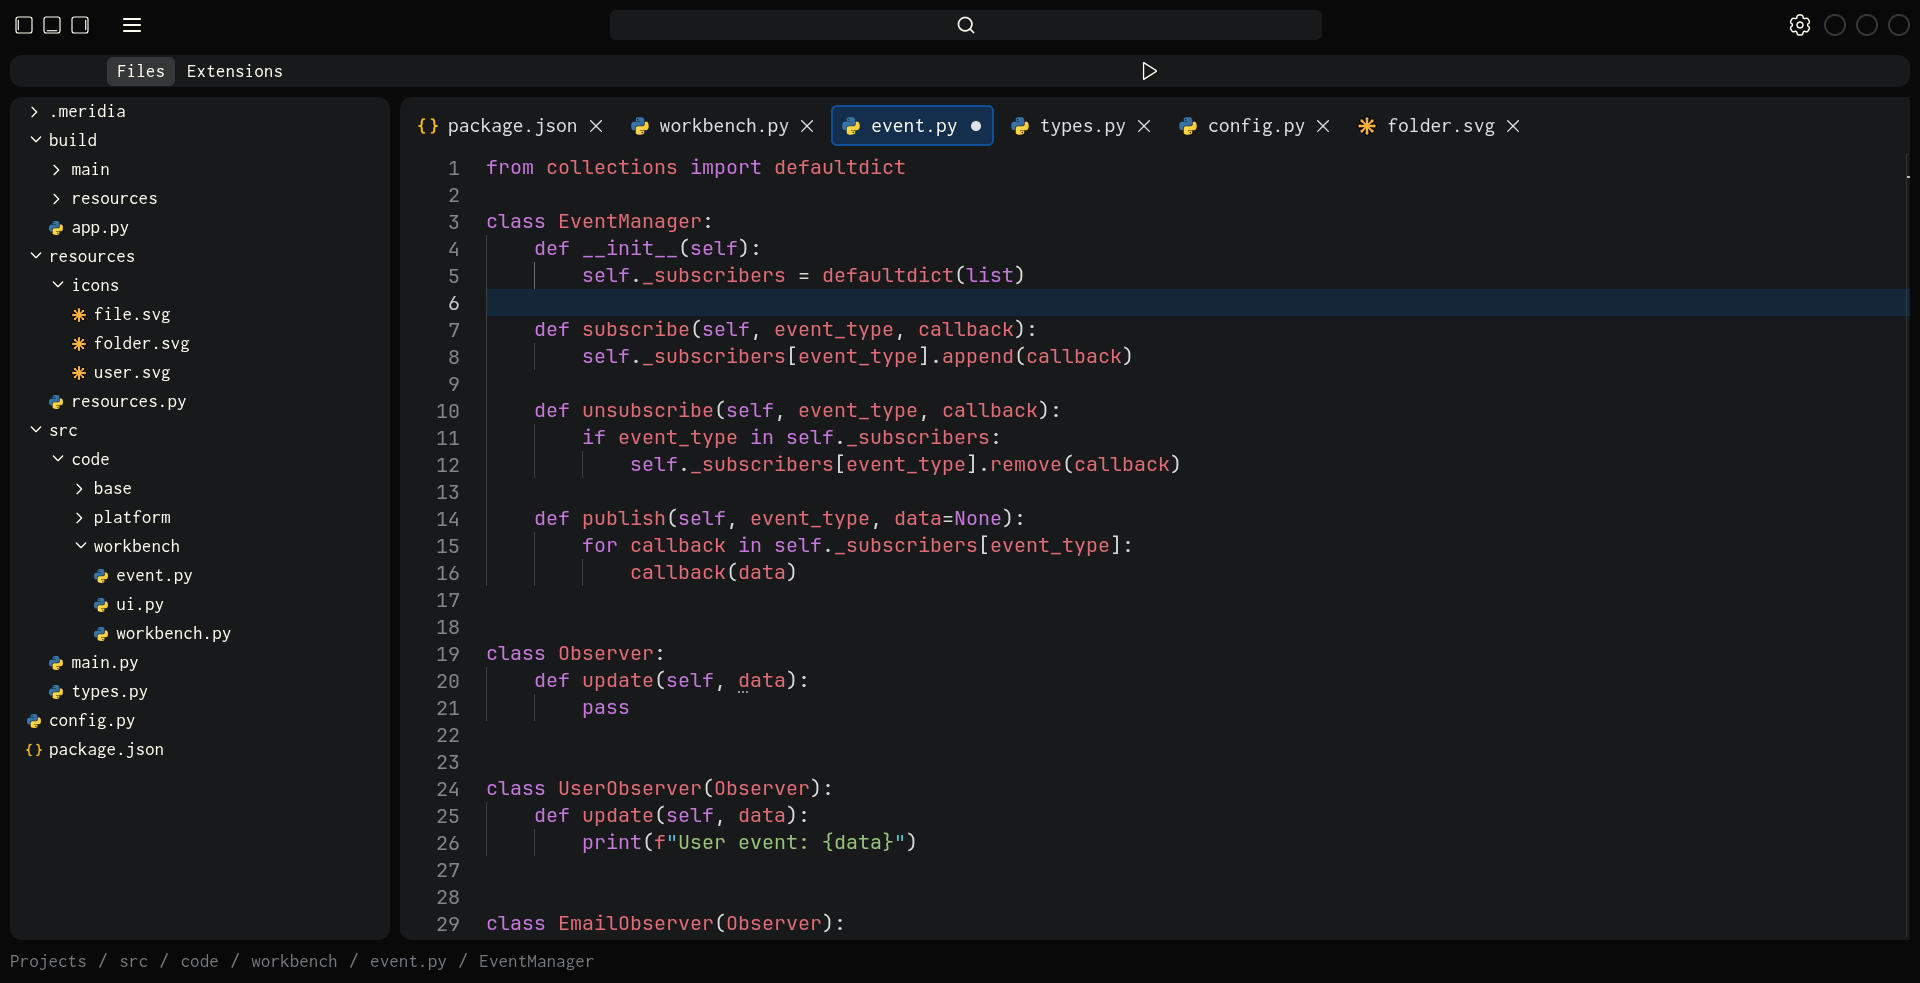 Files Extensions
.meridia
build
main
resources
app.py
resources
icons
file.svg
folder.svg
user.svg
resources.py
src
code
base
platform
workbench
event.py
ui.py
workbench.py
main.py
types.py
config.py
{} package.json
{} package.json workbench.py event.py types.py config.py folder.svg
1 from collections import defaultdict
2
3 class EventManager:
4     def __init__(self):
5         self._subscribers = defaultdict(list)
6
7     def subscribe(self, event_type, callback):
8         self._subscribers[event_type].append(callback)
9
10     def unsubscribe(self, event_type, callback):
11         if event_type in self._subscribers:
12             self._subscribers[event_type].remove(callback)
13
14     def publish(self, event_type, data=None):
15         for callback in self._subscribers[event_type]:
16             callback(data)
17
18
19 class Observer:
20     def update(self, data):
21         pass
22
23
24 class UserObserver(Observer):
25     def update(self, data):
26         print(f"User event: {data}")
27
28
29 class EmailObserver(Observer):
Projects / src / code / workbench / event.py / EventManager